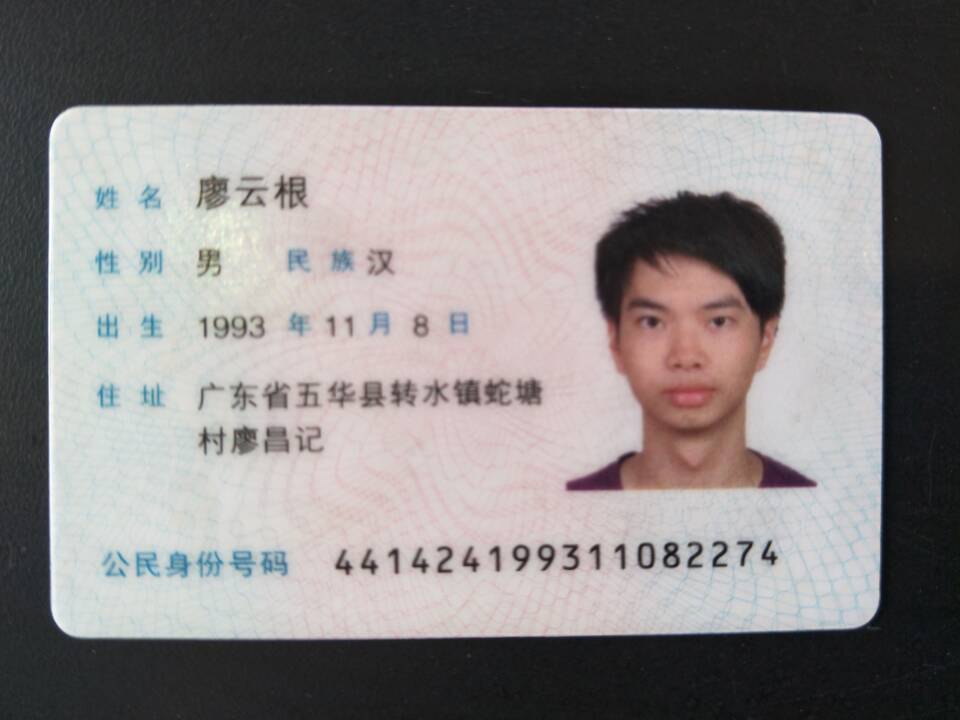 姓名 廖云根
性别 男 民族 汉
出生 1993 年 11 月 8 日
住址 广东省五华县转水镇蛇塘
村廖昌记
公民身份号码 441424199311082274